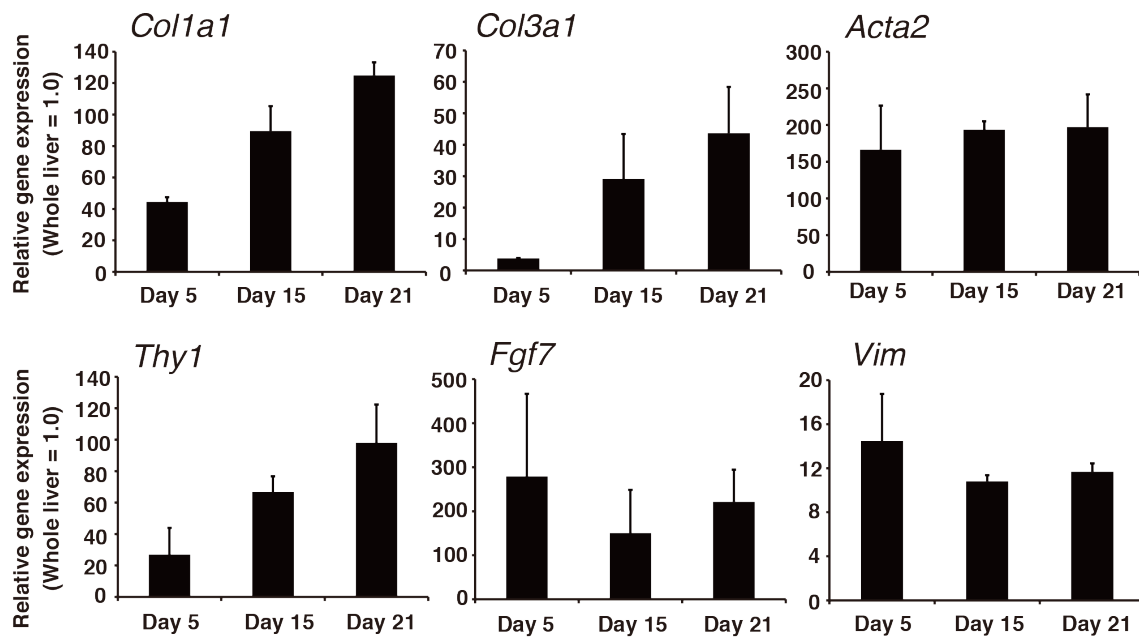 Col1a1
Relative gene expression
(Whole liver = 1.0)
140
120
100
80
60
40
20
0
Day 5 Day 15 Day 21
Col3a1
70
60
50
40
30
20
10
0
Day 5 Day 15 Day 21
Acta2
300
250
200
150
100
50
0
Day 5 Day 15 Day 21
Thy1
Relative gene expression
(Whole liver = 1.0)
140
120
100
80
60
40
20
0
Day 5 Day 15 Day 21
Fgf7
500
400
300
200
100
0
Day 5 Day 15 Day 21
Vim
20
16
12
8
4
0
Day 5 Day 15 Day 21